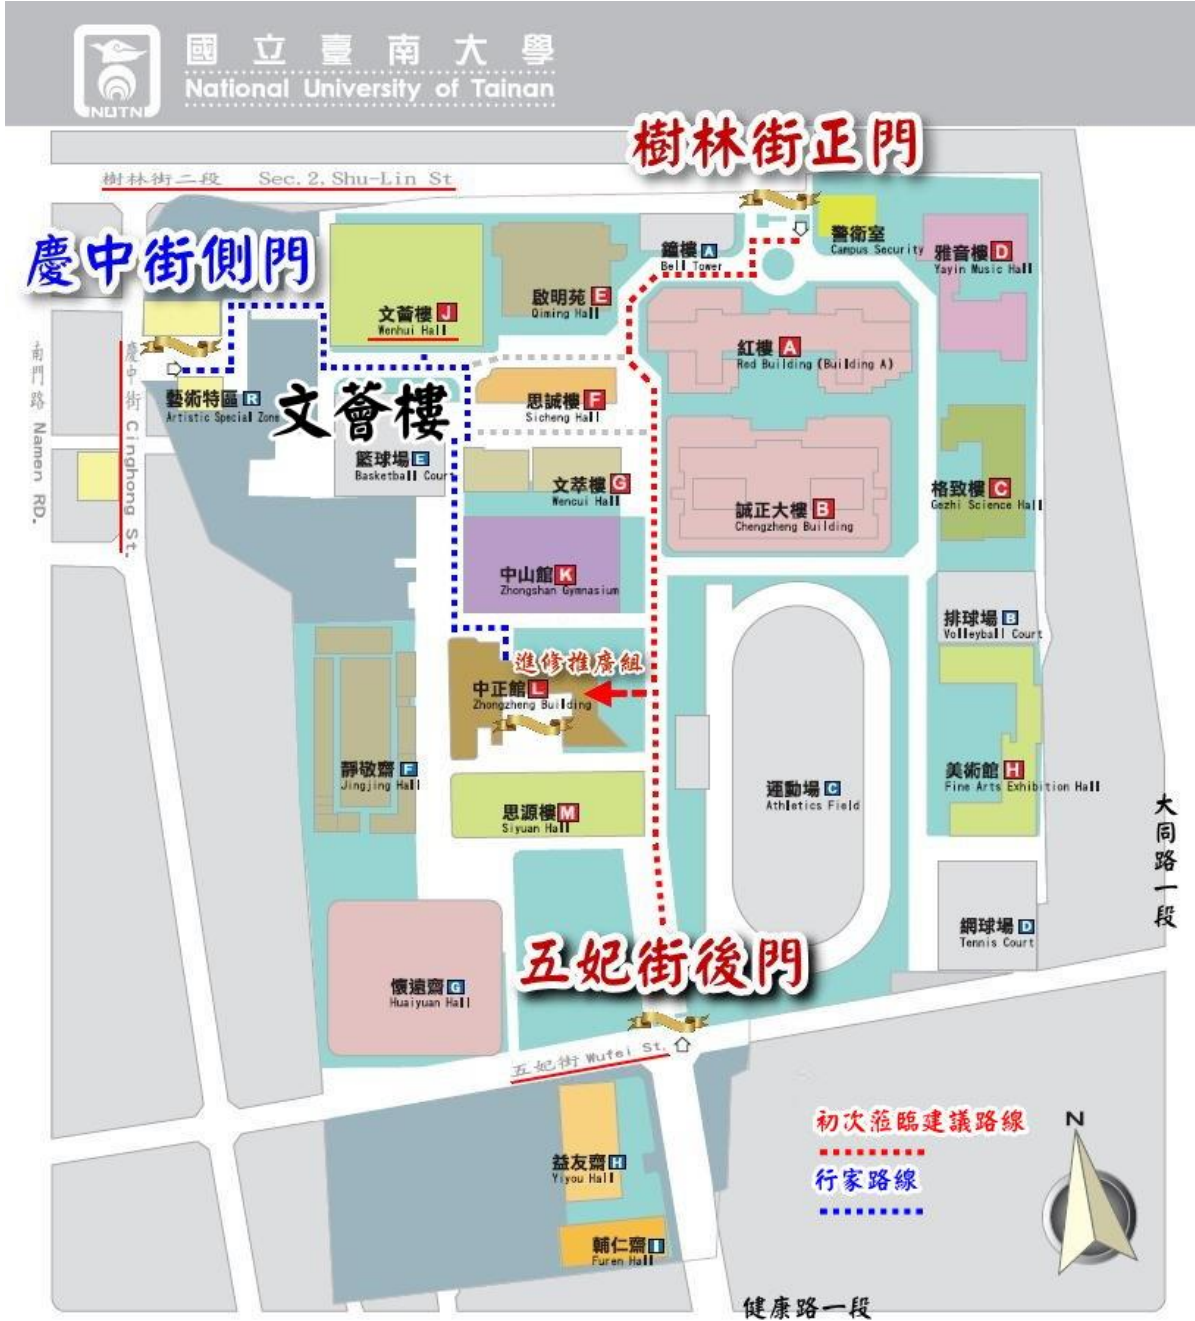 國立臺南大學
National University of Tainan
NUTN
樹林街正門
樹林街二段 Sec. 2, Shu-Lin St
慶中街側門
警衛室
Campus Security
鐘樓 A
Bell Tower
雅音樓 D
Yayin Music Hall
文薈樓 J
Wenhui Hall
啟明苑 E
Qiming Hall
紅樓 A
Red Building (Building A)
南門路 Namen RD.
慶中街 Cinghong St.
藝術特區 R
Artistic Special Zone
文薈樓
思誠樓 F
Sicheng Hall
籃球場 E
Basketball Court
文萃樓 G
Wencui Hall
誠正大樓 B
Chengzheng Building
格致樓 C
Gezhi Science Hall
中山館 K
Zhongshan Gymnasium
排球場 B
Volleyball Court
進修推廣組
中正館 L
Zhongzheng Building
靜敬齋 F
Jingjing Hall
思源樓 M
Siyuan Hall
運動場 C
Athletics Field
美術館 H
Fine Arts Exhibition Hall
大同路一段
網球場 D
Tennis Court
五妃街後門
懷遠齋 G
Huaiyuan Hall
五妃街 Wufei St.
初次蒞臨建議路線
行家路線
N
益友齋 H
Yiyou Hall
輔仁齋 I
Furen Hall
健康路一段